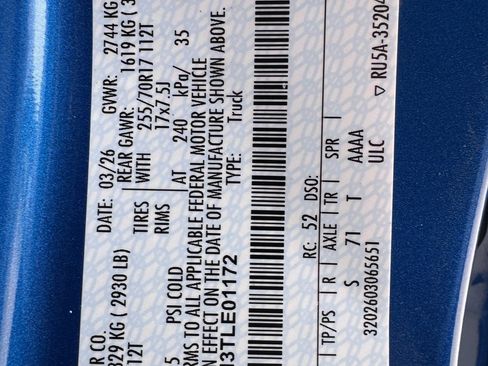 R CO. DATE: 03/26 GVWR: 2744 KG
329 KG ( 2930 LB) REAR GAWR: 1619 KG ( 3
12T TIRES WITH 255/70R17 112T
RIMS 17x7.5J
5 PSI COLD AT 240 kPa/ 35
RMS TO ALL APPLICABLE FEDERAL MOTOR VEHICLE
N EFFECT ON THE DATE OF MANUFACTURE SHOWN ABOVE.
3TLE01172 TYPE: Truck
RC: 52 DSO:
TP/PS R AXLE TR SPR
S 71 T AAAA
3202603065651 ULC
▽ RU5A-35204